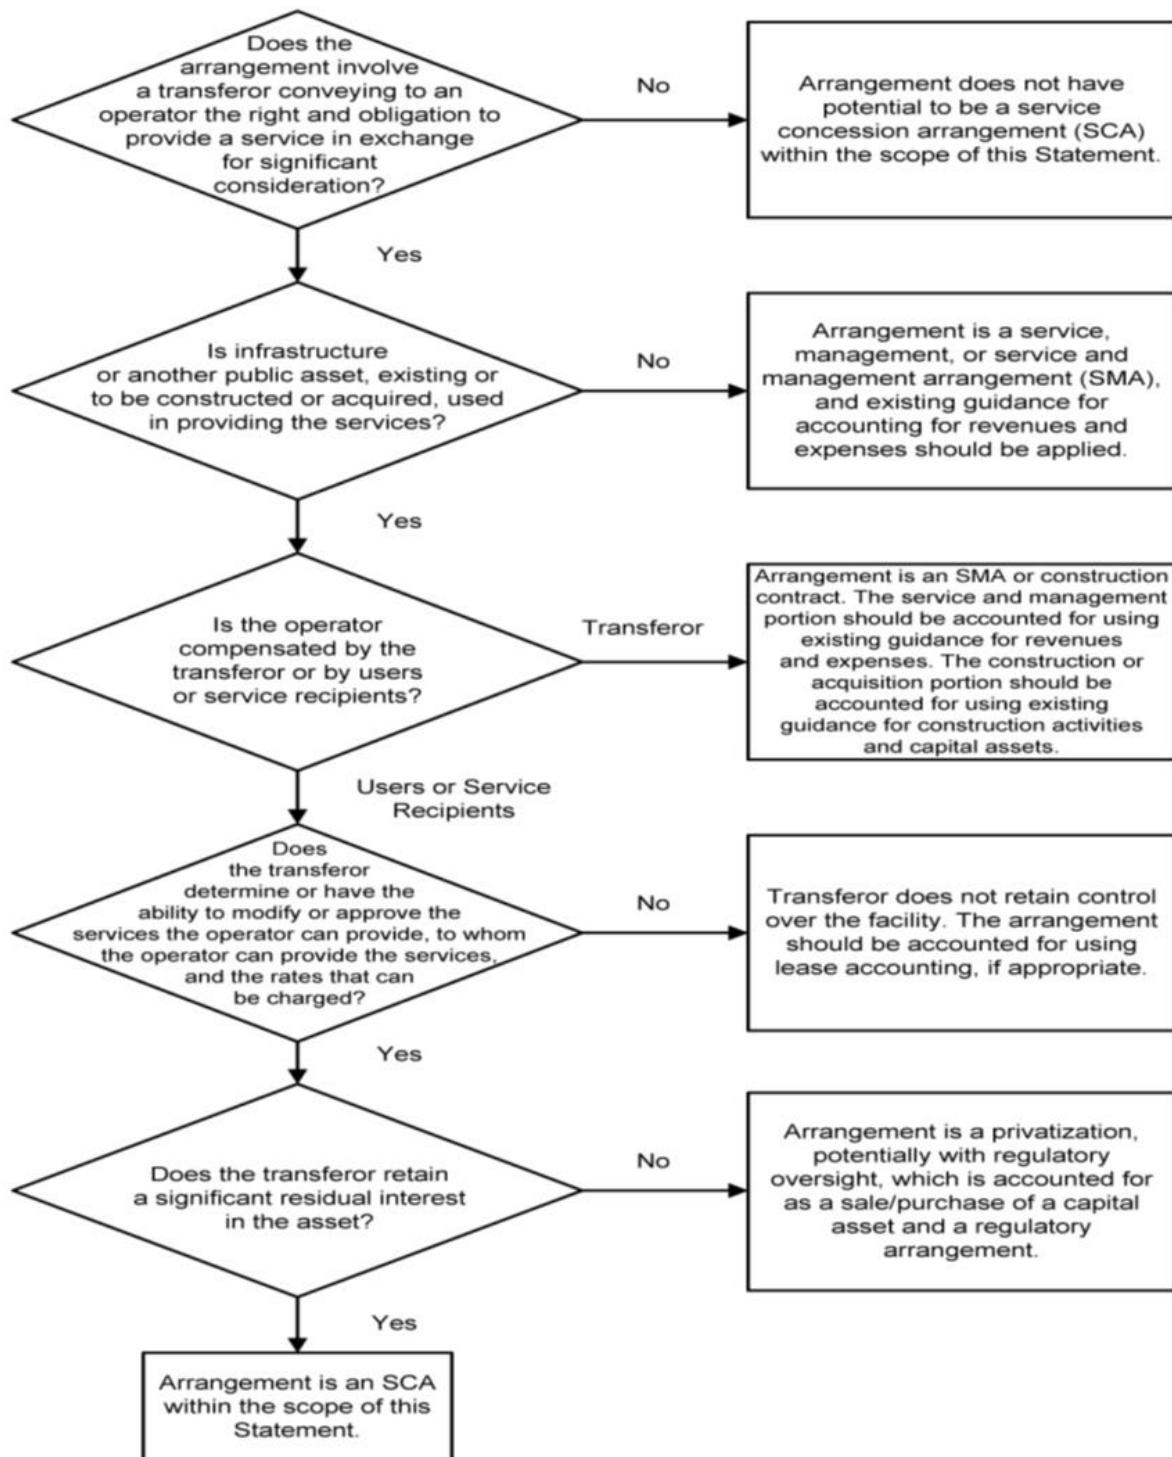 Does the
arrangement involve
a transferor conveying to an
operator the right and obligation to
provide a service in exchange
for significant
consideration?
No
Arrangement does not have
potential to be a service
concession arrangement (SCA)
within the scope of this Statement.
Yes
Is infrastructure
or another public asset, existing or
to be constructed or acquired, used
in providing the services?
No
Arrangement is a service,
management, or service and
management arrangement (SMA),
and existing guidance for
accounting for revenues and
expenses should be applied.
Yes
Is the operator
compensated by the
transferor or by users
or service recipients?
Transferor
Arrangement is an SMA or construction
contract. The service and management
portion should be accounted for using
existing guidance for revenues
and expenses. The construction or
acquisition portion should be
accounted for using existing
guidance for construction activities
and capital assets.
Users or Service
Recipients
Does
the transferor
determine or have the
ability to modify or approve the
services the operator can provide, to whom
the operator can provide the services,
and the rates that can
be charged?
No
Transferor does not retain control
over the facility. The arrangement
should be accounted for using
lease accounting, if appropriate.
Yes
Does the transferor retain
a significant residual interest
in the asset?
No
Arrangement is a privatization,
potentially with regulatory
oversight, which is accounted for
as a sale/purchase of a capital
asset and a regulatory
arrangement.
Yes
Arrangement is an SCA
within the scope of this
Statement.